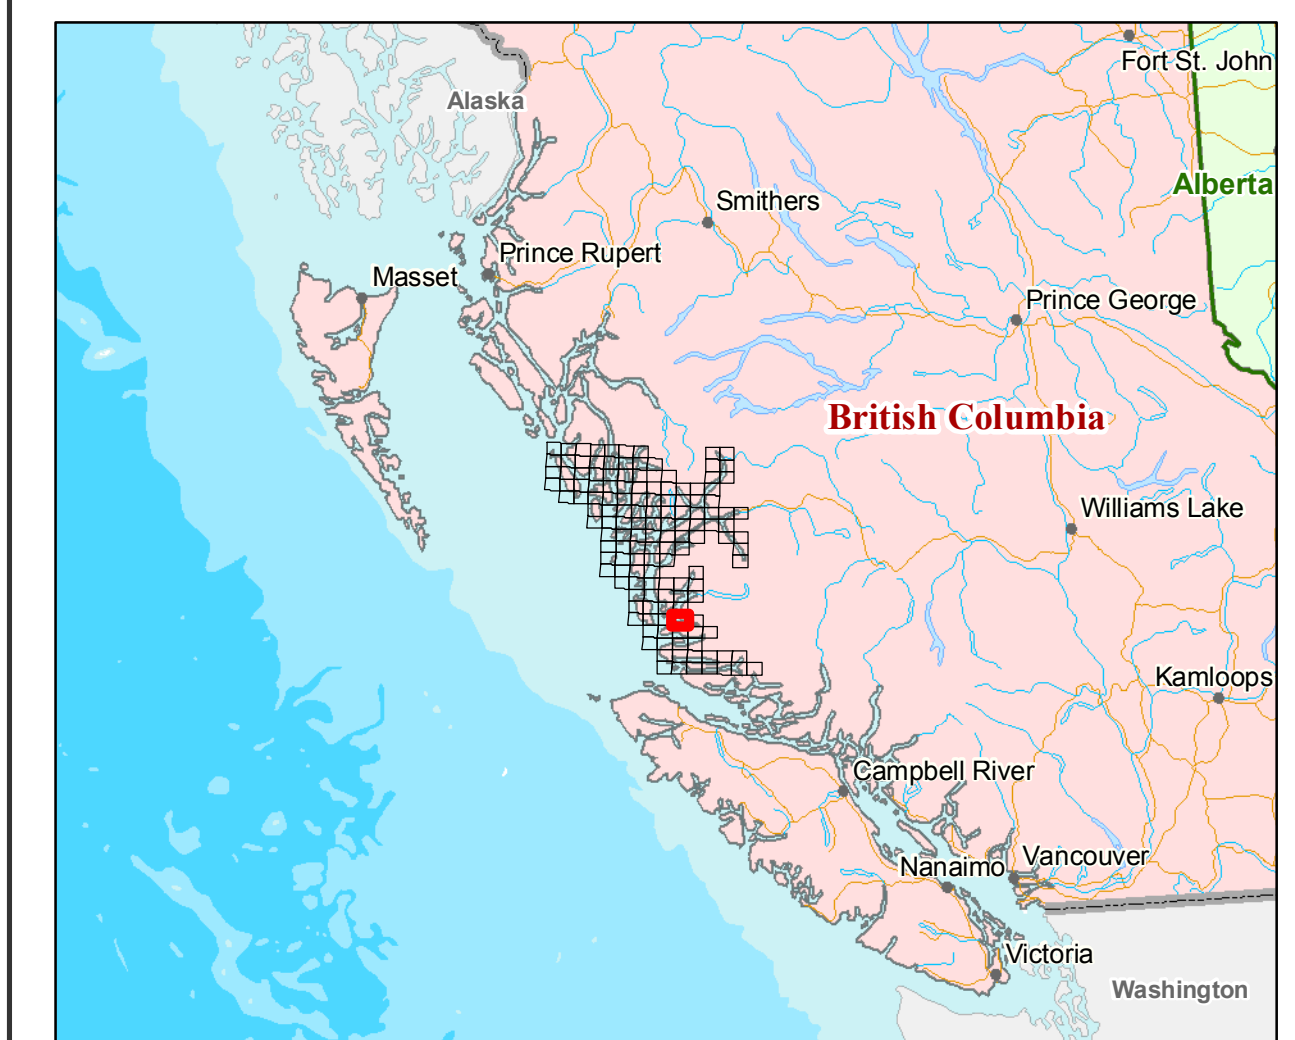 Fort St. John
Alaska
Alberta
Smithers
Prince Rupert
Masset
Prince George
British Columbia
Williams Lake
Kamloops
Campbell River
Vancouver
Nanaimo
Victoria
Washington